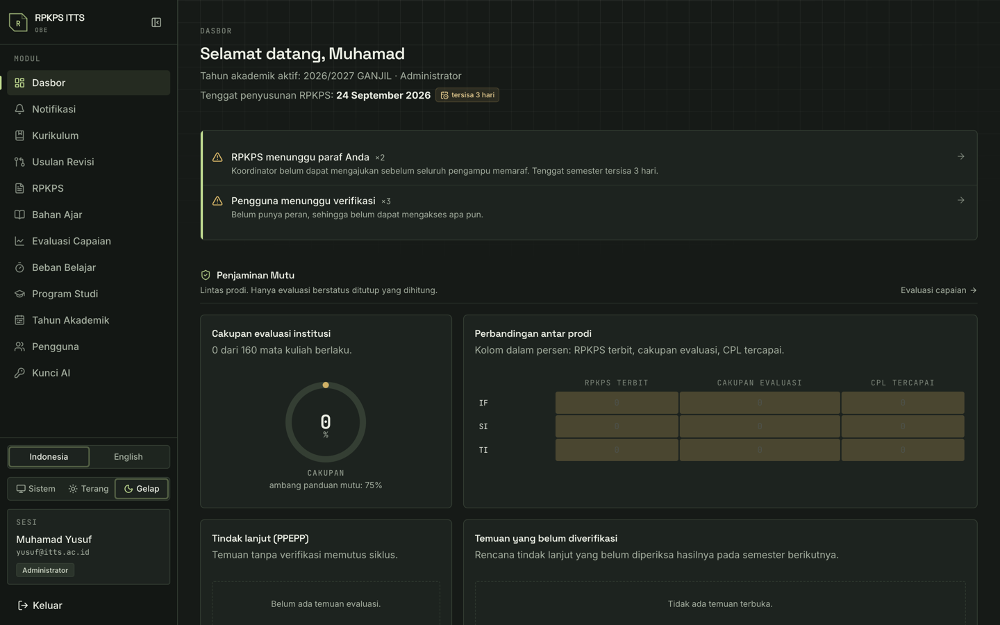 R
RPKPS ITTS
OBE
MODUL
Dasbor
Notifikasi
Kurikulum
Usulan Revisi
RPKPS
Bahan Ajar
Evaluasi Capaian
Beban Belajar
Program Studi
Tahun Akademik
Pengguna
Kunci AI
Indonesia English
Sistem Terang Gelap
SESI
Muhamad Yusuf
yusuf@itts.ac.id
Administrator
Keluar
DASBOR
Selamat datang, Muhamad
Tahun akademik aktif: 2026/2027 GANJIL · Administrator
Tenggat penyusunan RPKPS: 24 September 2026 tersisa 3 hari
RPKPS menunggu paraf Anda ×2
Koordinator belum dapat mengajukan sebelum seluruh pengampu memaraf. Tenggat semester tersisa 3 hari.
Pengguna menunggu verifikasi ×3
Belum punya peran, sehingga belum dapat mengakses apa pun.
Penjaminan Mutu
Lintas prodi. Hanya evaluasi berstatus ditutup yang dihitung. Evaluasi capaian →
Cakupan evaluasi institusi
0 dari 160 mata kuliah berlaku.
0
%
CAKUPAN
ambang panduan mutu: 75%
Perbandingan antar prodi
Kolom dalam persen: RPKPS terbit, cakupan evaluasi, CPL tercapai.
RPKPS TERBIT CAKUPAN EVALUASI CPL TERCAPAI
IF 0 0 0
SI 0 0 0
TI 0 0 0
Tindak lanjut (PPEPP)
Temuan tanpa verifikasi memutus siklus.
Belum ada temuan evaluasi.
Temuan yang belum diverifikasi
Rencana tindak lanjut yang belum diperiksa hasilnya pada semester berikutnya.
Tidak ada temuan terbuka.